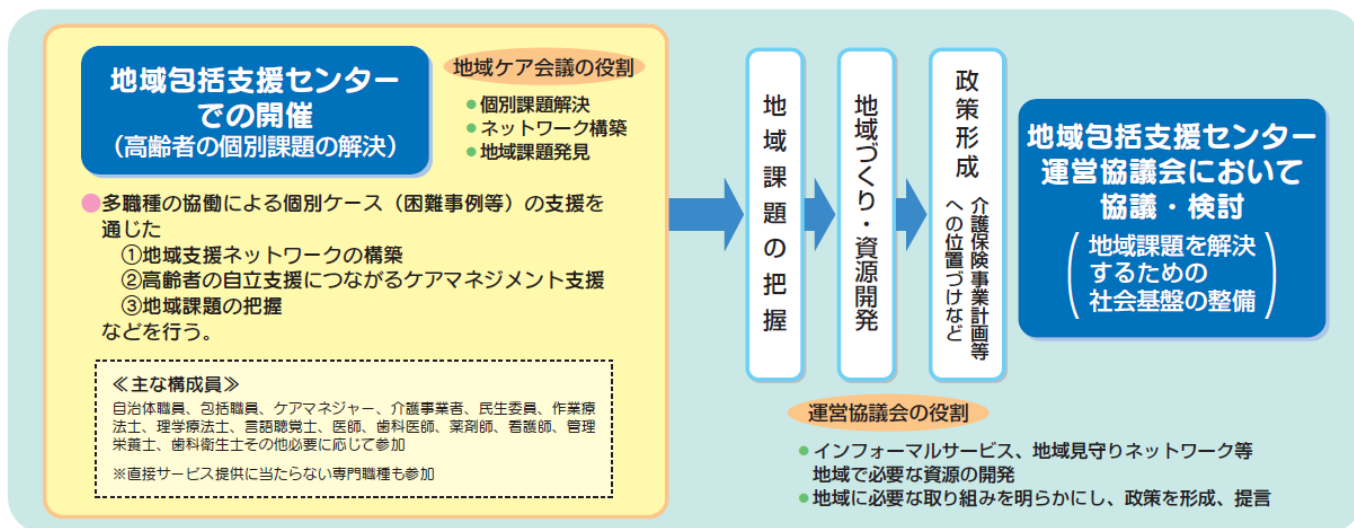 地域包括支援センター
での開催
(高齢者の個別課題の解決)
地域ケア会議の役割
●個別課題解決
●ネットワーク構築
●地域課題発見
●多職種の協働による個別ケース（困難事例等）の支援を
通じた
①地域支援ネットワークの構築
②高齢者の自立支援につながるケアマネジメント支援
③地域課題の把握
などを行う。
≪主な構成員≫
自治体職員、包括職員、ケアマネジャー、介護事業者、民生委員、作業療
法士、理学療法士、言語聴覚士、医師、歯科医師、薬剤師、看護師、管理
栄養士、歯科衛生士その他必要に応じて参加
※直接サービス提供に当たらない専門職種も参加
地域課題の把握
地域づくり・資源開発
政策形成
介護保険事業計画等
への位置づけなど
地域包括支援センター
運営協議会において
協議・検討
(地域課題を解決
するための
社会基盤の整備)
運営協議会の役割
●インフォーマルサービス、地域見守りネットワーク等
地域で必要な資源の開発
●地域に必要な取り組みを明らかにし、政策を形成、提言